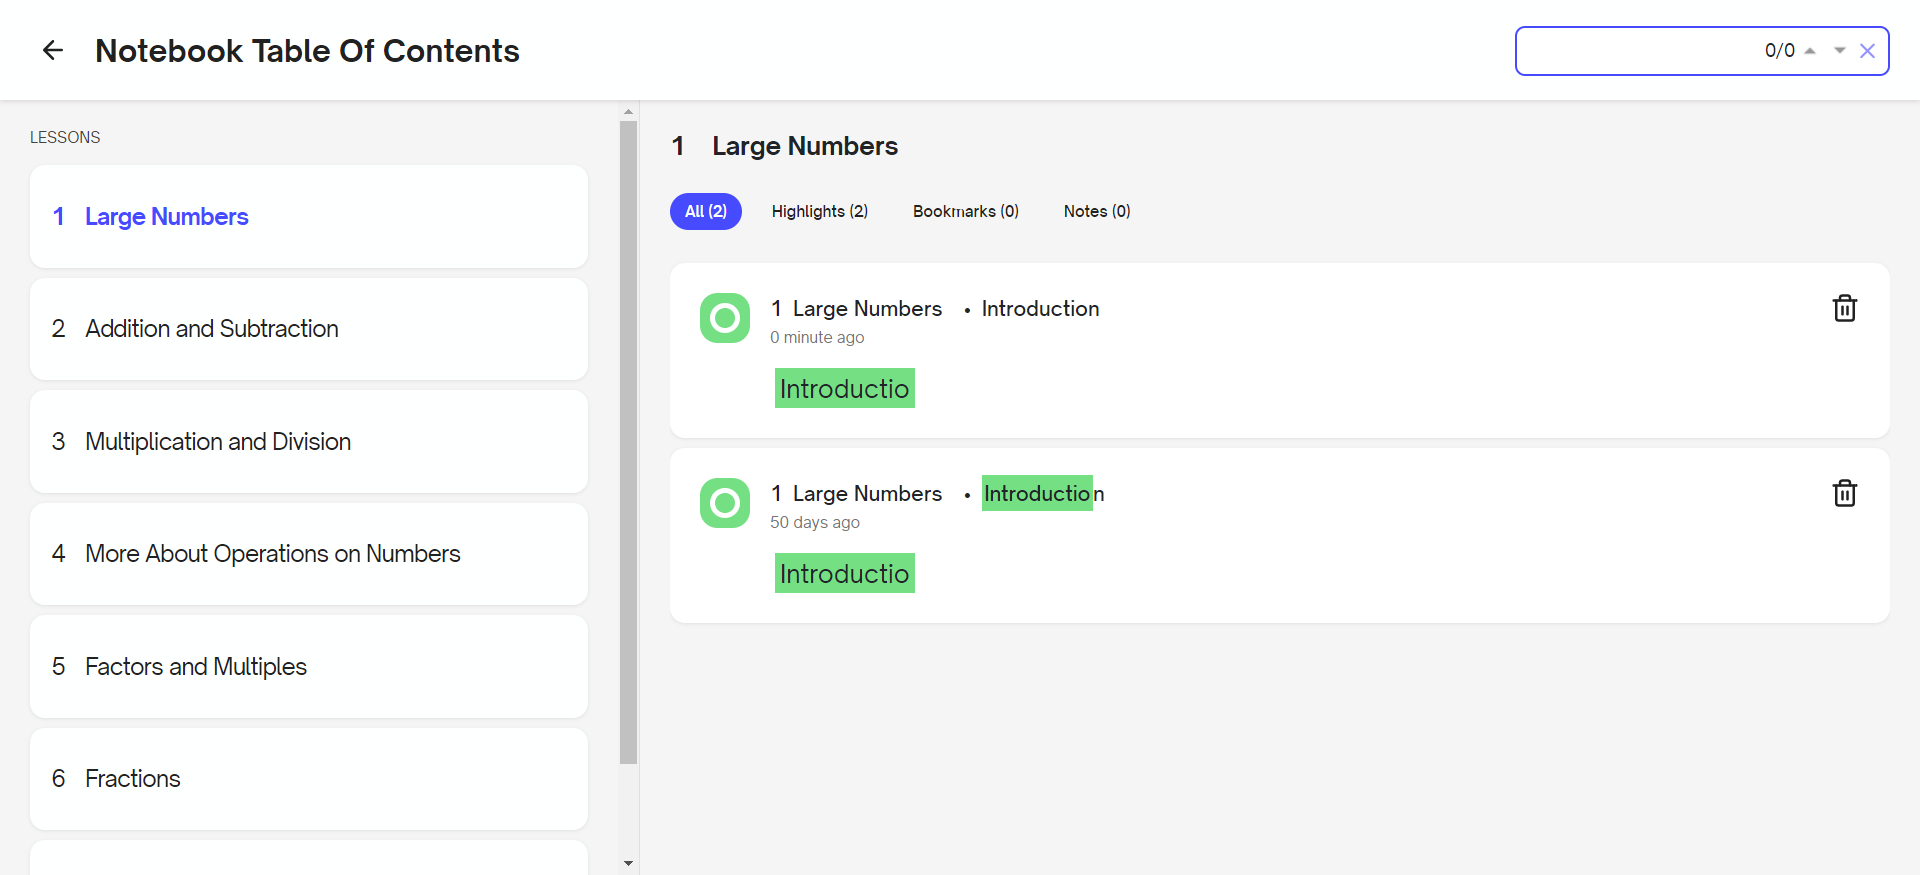 Notebook Table Of Contents
0/0
LESSONS
1 Large Numbers
2 Addition and Subtraction
3 Multiplication and Division
4 More About Operations on Numbers
5 Factors and Multiples
6 Fractions
1 Large Numbers
All (2) Highlights (2) Bookmarks (0) Notes (0)
1 Large Numbers • Introduction
0 minute ago
Introductio
1 Large Numbers • Introduction
50 days ago
Introductio